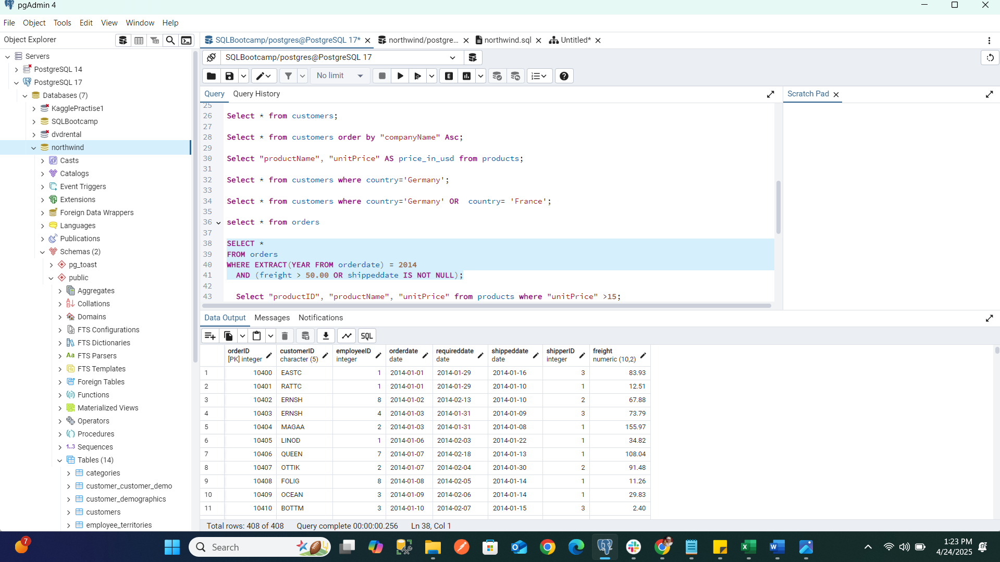 pgAdmin 4
File Object Tools Edit View Window Help
Object Explorer
SQLBootcamp/postgres@PostgreSQL 17*
northwind/postgre...
northwind.sql
Untitled*
Servers
PostgreSQL 14
PostgreSQL 17
Databases (7)
KagglePractise1
SQLBootcamp
dvdrental
northwind
Casts
Catalogs
Event Triggers
Extensions
Foreign Data Wrappers
Languages
Publications
Schemas (2)
pg_toast
public
Aggregates
Collations
Domains
FTS Configurations
FTS Dictionaries
Aa FTS Parsers
FTS Templates
Foreign Tables
Functions
Materialized Views
Operators
Procedures
1..3 Sequences
Tables (14)
categories
customer_customer_demo
customer_demographics
customers
employee_territories
SQLBootcamp/postgres@PostgreSQL 17
No limit
E
Query Query History
Scratch Pad
25
26 Select * from customers;
27
28 Select * from customers order by "companyName" Asc;
29
30 Select "productName", "unitPrice" AS price_in_usd from products;
31
32 Select * from customers where country='Germany';
33
34 Select * from customers where country='Germany' OR  country= 'France';
35
36 select * from orders
37
38 SELECT *
39 FROM orders
40 WHERE EXTRACT(YEAR FROM orderdate) = 2014
41 AND (freight > 50.00 OR shippeddate IS NOT NULL);
42
43 Select "productID", "productName", "unitPrice" from products where "unitPrice" >15;
Data Output Messages Notifications
SQL
orderID customerID employeeID orderdate requireddate shippeddate shipperID freight
[PK] integer character (5) integer date date date integer numeric (10,2)
1 10400 EASTC 1 2014-01-01 2014-01-29 2014-01-16 3 83.93
2 10401 RATTC 1 2014-01-01 2014-01-29 2014-01-10 1 12.51
3 10402 ERNSH 8 2014-01-02 2014-02-13 2014-01-10 2 67.88
4 10403 ERNSH 4 2014-01-03 2014-01-31 2014-01-09 3 73.79
5 10404 MAGAA 2 2014-01-03 2014-01-31 2014-01-08 1 155.97
6 10405 LINOD 1 2014-01-06 2014-02-03 2014-01-22 1 34.82
7 10406 QUEEN 7 2014-01-07 2014-02-18 2014-01-13 1 108.04
8 10407 OTTIK 2 2014-01-07 2014-02-04 2014-01-30 2 91.48
9 10408 FOLIG 8 2014-01-08 2014-02-05 2014-01-14 1 11.26
10 10409 OCEAN 3 2014-01-09 2014-02-06 2014-01-14 1 29.83
11 10410 BOTTM 3 2014-01-10 2014-02-07 2014-01-15 3 2.40
Total rows: 408 of 408 Query complete 00:00:00.256 Ln 38, Col 1
7
Search
1:23 PM
4/24/2025